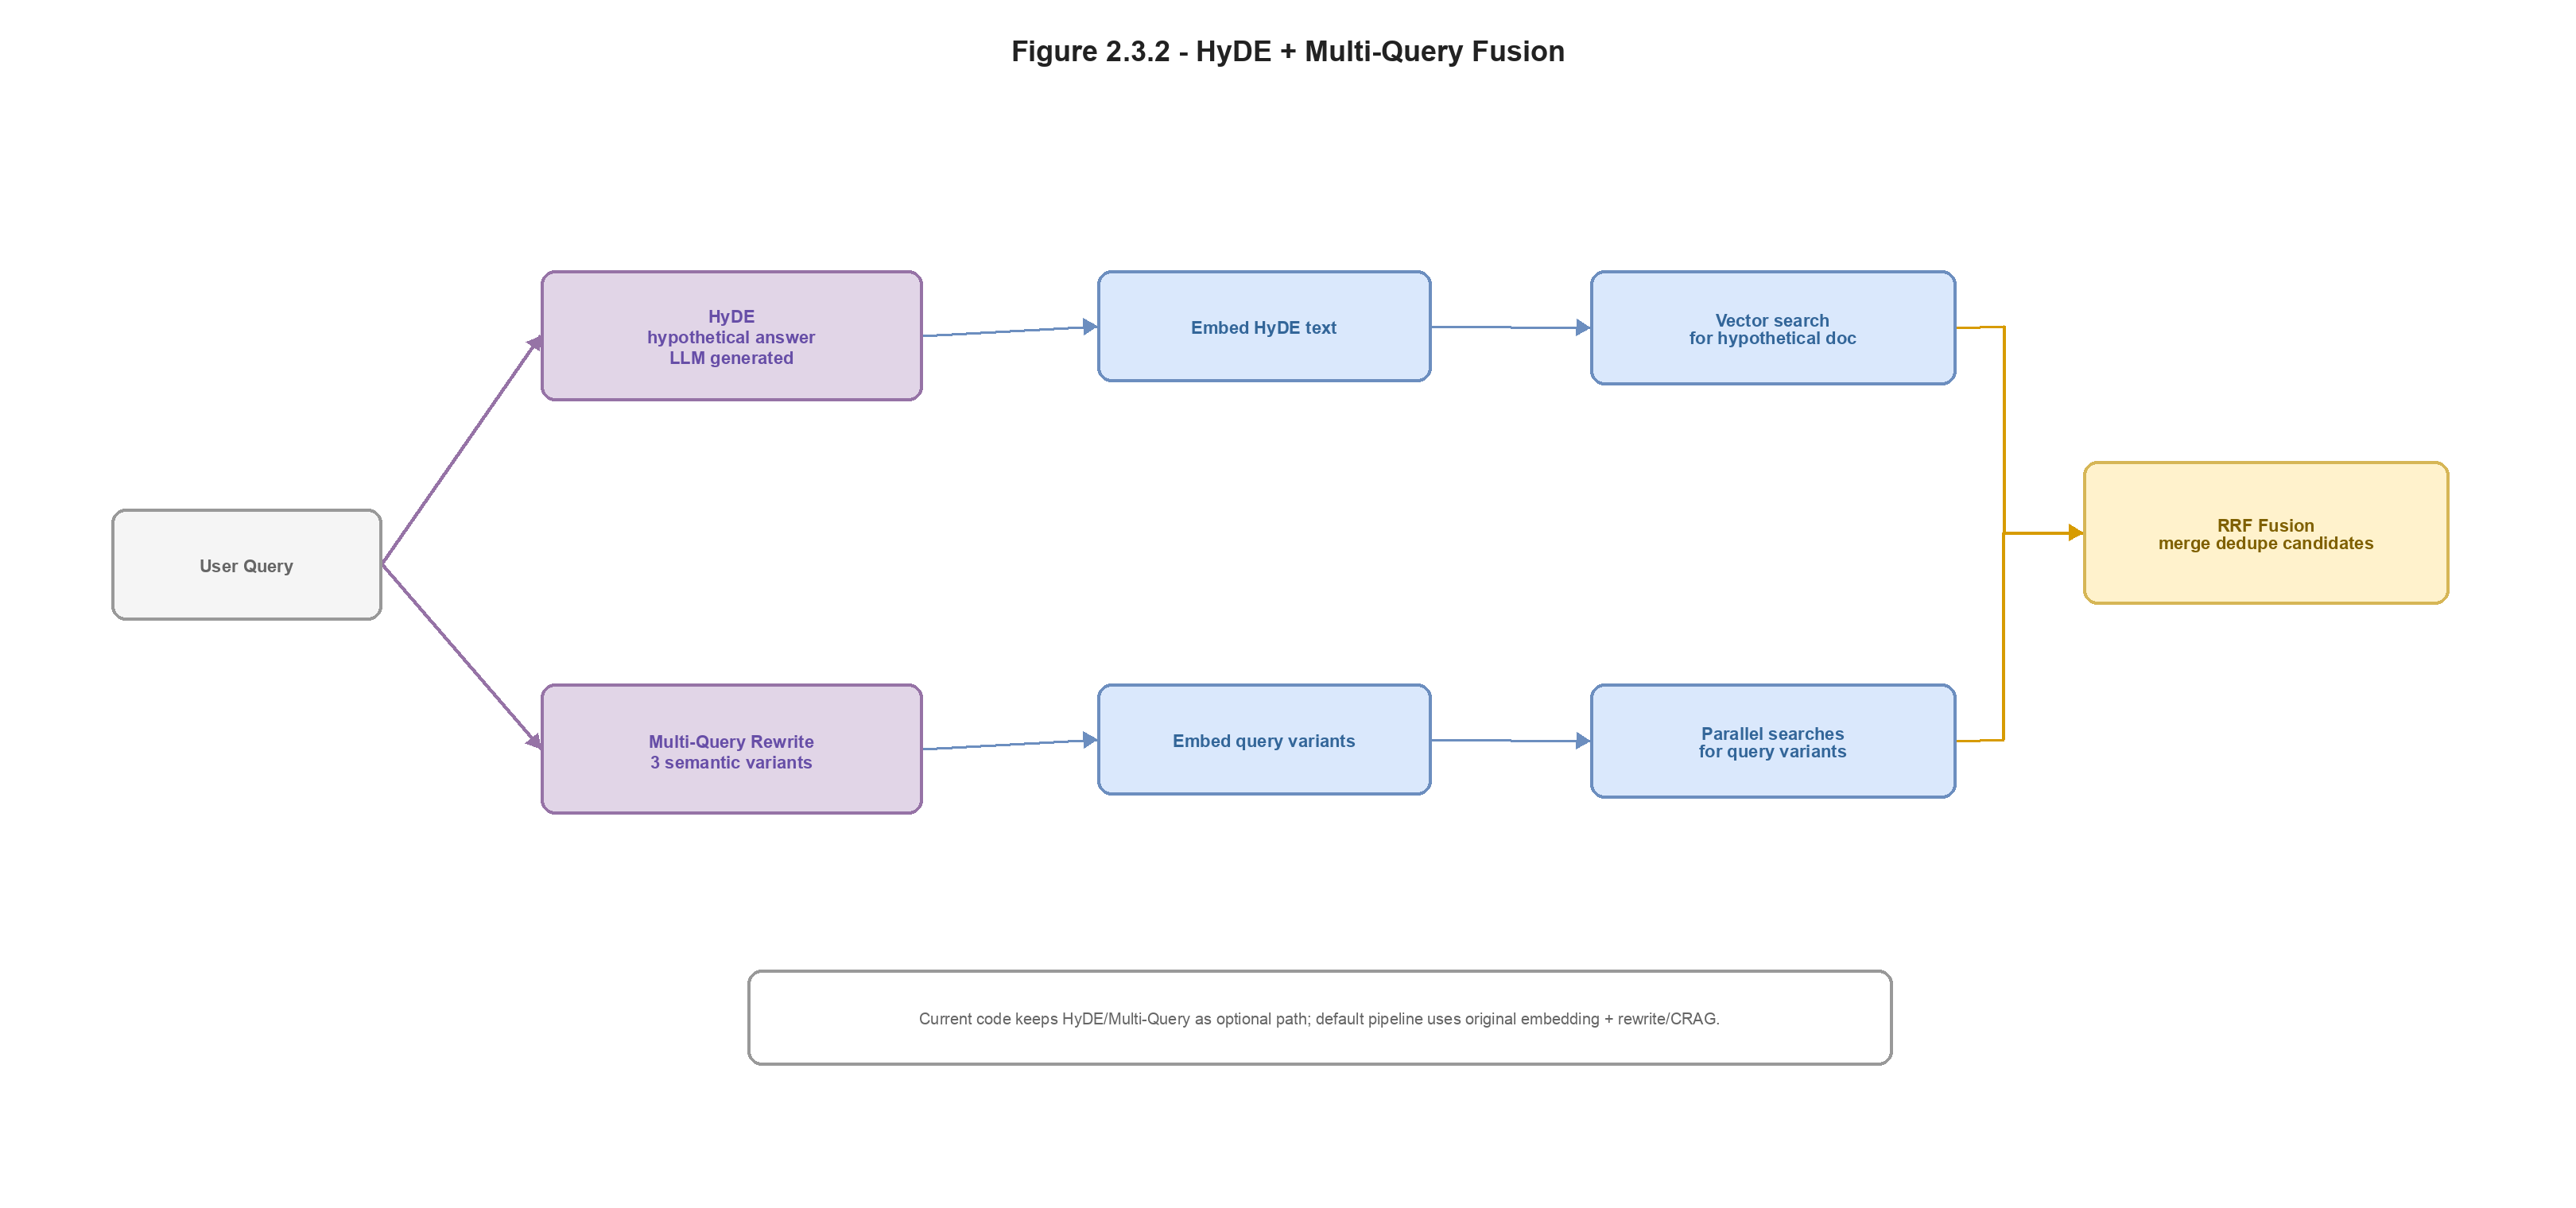 Figure 2.3.2 - HyDE + Multi-Query Fusion
HyDE
hypothetical answer
LLM generated
Embed HyDE text
Vector search
for hypothetical doc
User Query
RRF Fusion
merge dedupe candidates
Multi-Query Rewrite
3 semantic variants
Embed query variants
Parallel searches
for query variants
Current code keeps HyDE/Multi-Query as optional path; default pipeline uses original embedding + rewrite/CRAG.